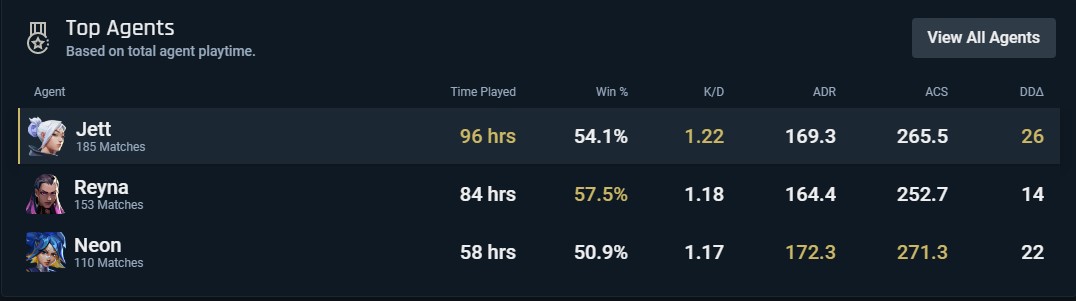 Top Agents
Based on total agent playtime.
View All Agents
Agent Time Played Win % K/D ADR ACS DDΔ
Jett 96 hrs 54.1% 1.22 169.3 265.5 26
185 Matches
Reyna 84 hrs 57.5% 1.18 164.4 252.7 14
153 Matches
Neon 58 hrs 50.9% 1.17 172.3 271.3 22
110 Matches